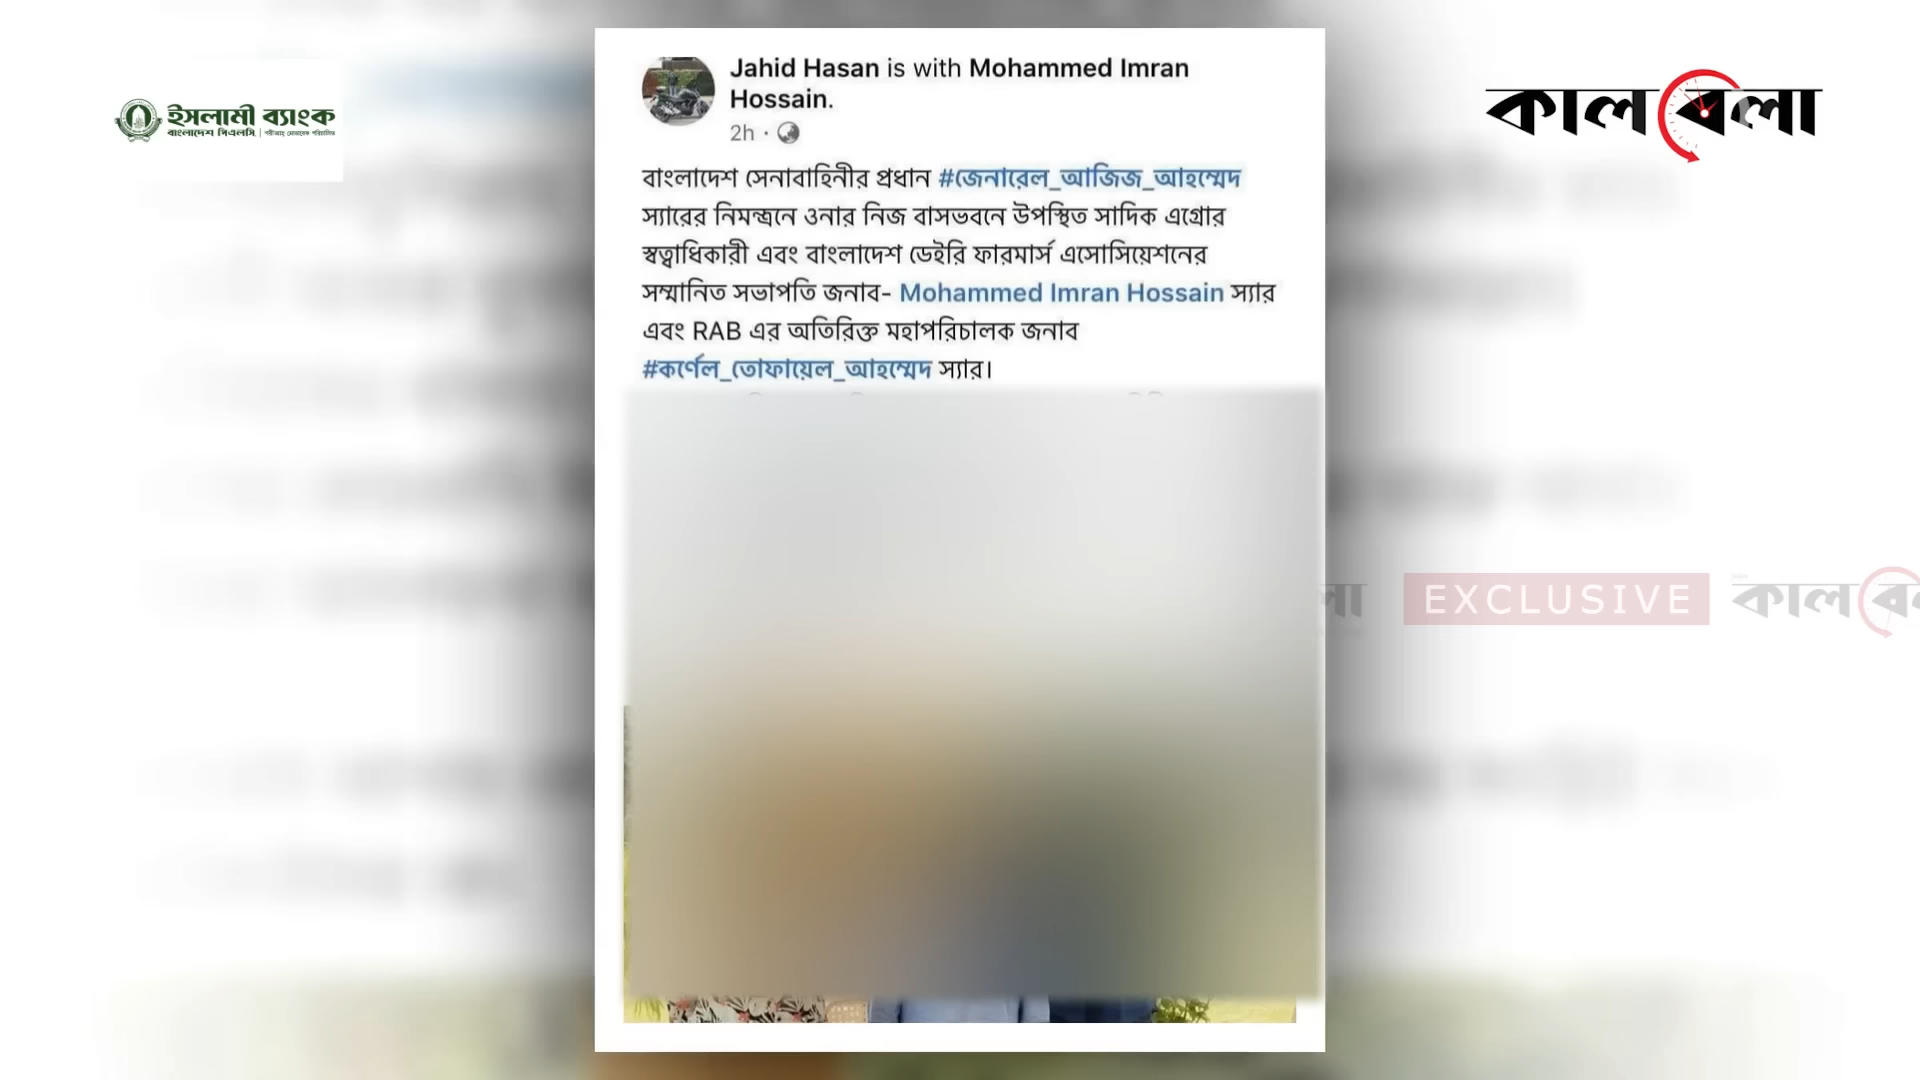 ইসলামী ব্যাংক
বাংলাদেশ পিএলসি
Jahid Hasan is with Mohammed Imran
Hossain.
2h
বাংলাদেশ সেনাবাহিনীর প্রধান #জেনারেল_আজিজ_আহম্মেদ
স্যারের নিমন্ত্রনে ওনার নিজ বাসভবনে উপস্থিত সাদিক এগ্রোর
স্বত্বাধিকারী এবং বাংলাদেশ ডেইরি ফারমার্স এসোসিয়েশনের
সম্মানিত সভাপতি জনাব- Mohammed Imran Hossain স্যার
এবং RAB এর অতিরিক্ত মহাপরিচালক জনাব
#কর্ণেল_তোফায়েল_আহম্মেদ স্যার।
কালবেলা
EXCLUSIVE